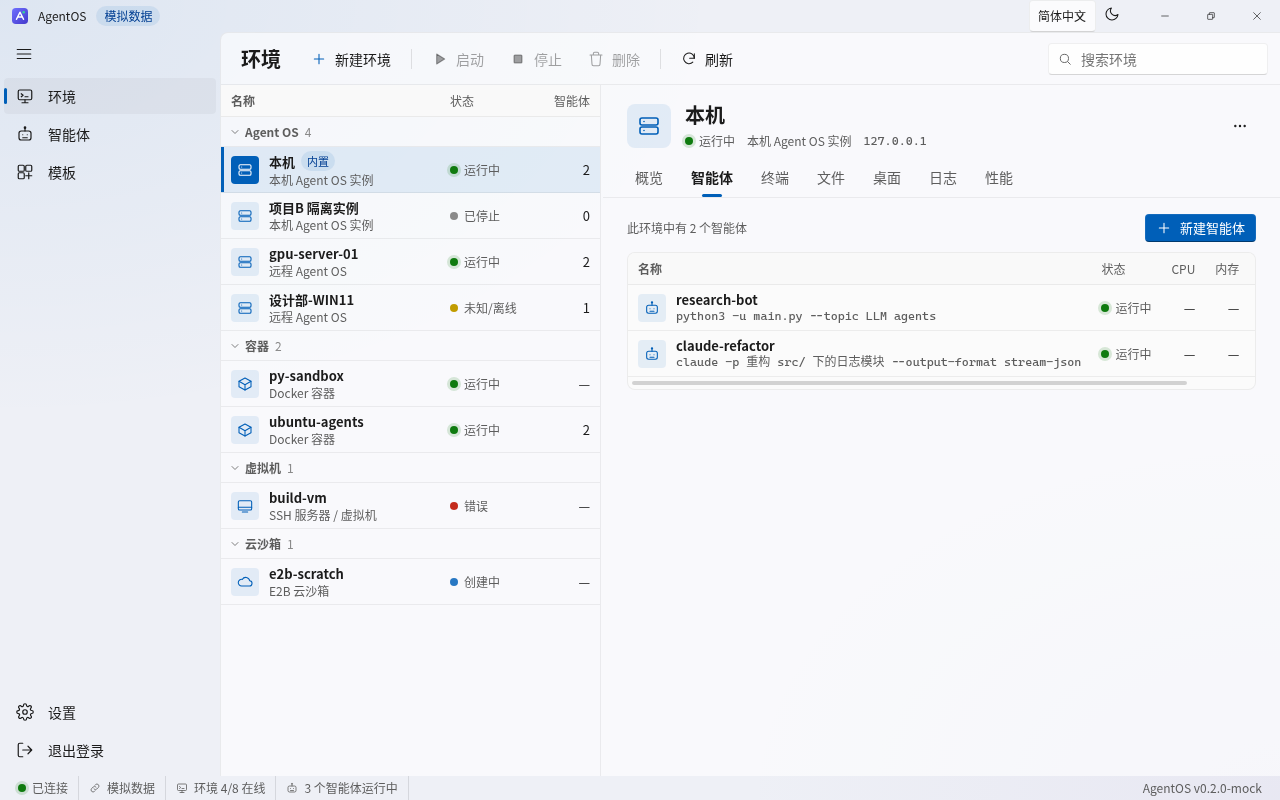 AgentOS 模拟数据 简体中文
环境 新建环境 启动 停止 删除 刷新 搜索环境
环境
智能体
模板
设置
退出登录
名称 状态 智能体
Agent OS 4
本机 内置 运行中 2
本机 Agent OS 实例
项目B 隔离实例 已停止 0
本机 Agent OS 实例
gpu-server-01 运行中 2
远程 Agent OS
设计部-WIN11 未知/离线 1
远程 Agent OS
容器 2
py-sandbox 运行中 —
Docker 容器
ubuntu-agents 运行中 2
Docker 容器
虚拟机 1
build-vm 错误 —
SSH 服务器 / 虚拟机
云沙箱 1
e2b-scratch 创建中 —
E2B 云沙箱
本机
运行中 本机 Agent OS 实例 127.0.0.1
概览 智能体 终端 文件 桌面 日志 性能
此环境中有 2 个智能体 新建智能体
名称 状态 CPU 内存
research-bot 运行中 — —
python3 -u main.py --topic LLM agents
claude-refactor 运行中 — —
claude -p 重构 src/ 下的日志模块 --output-format stream-json
已连接 模拟数据 环境 4/8 在线 3 个智能体运行中 AgentOS v0.2.0-mock